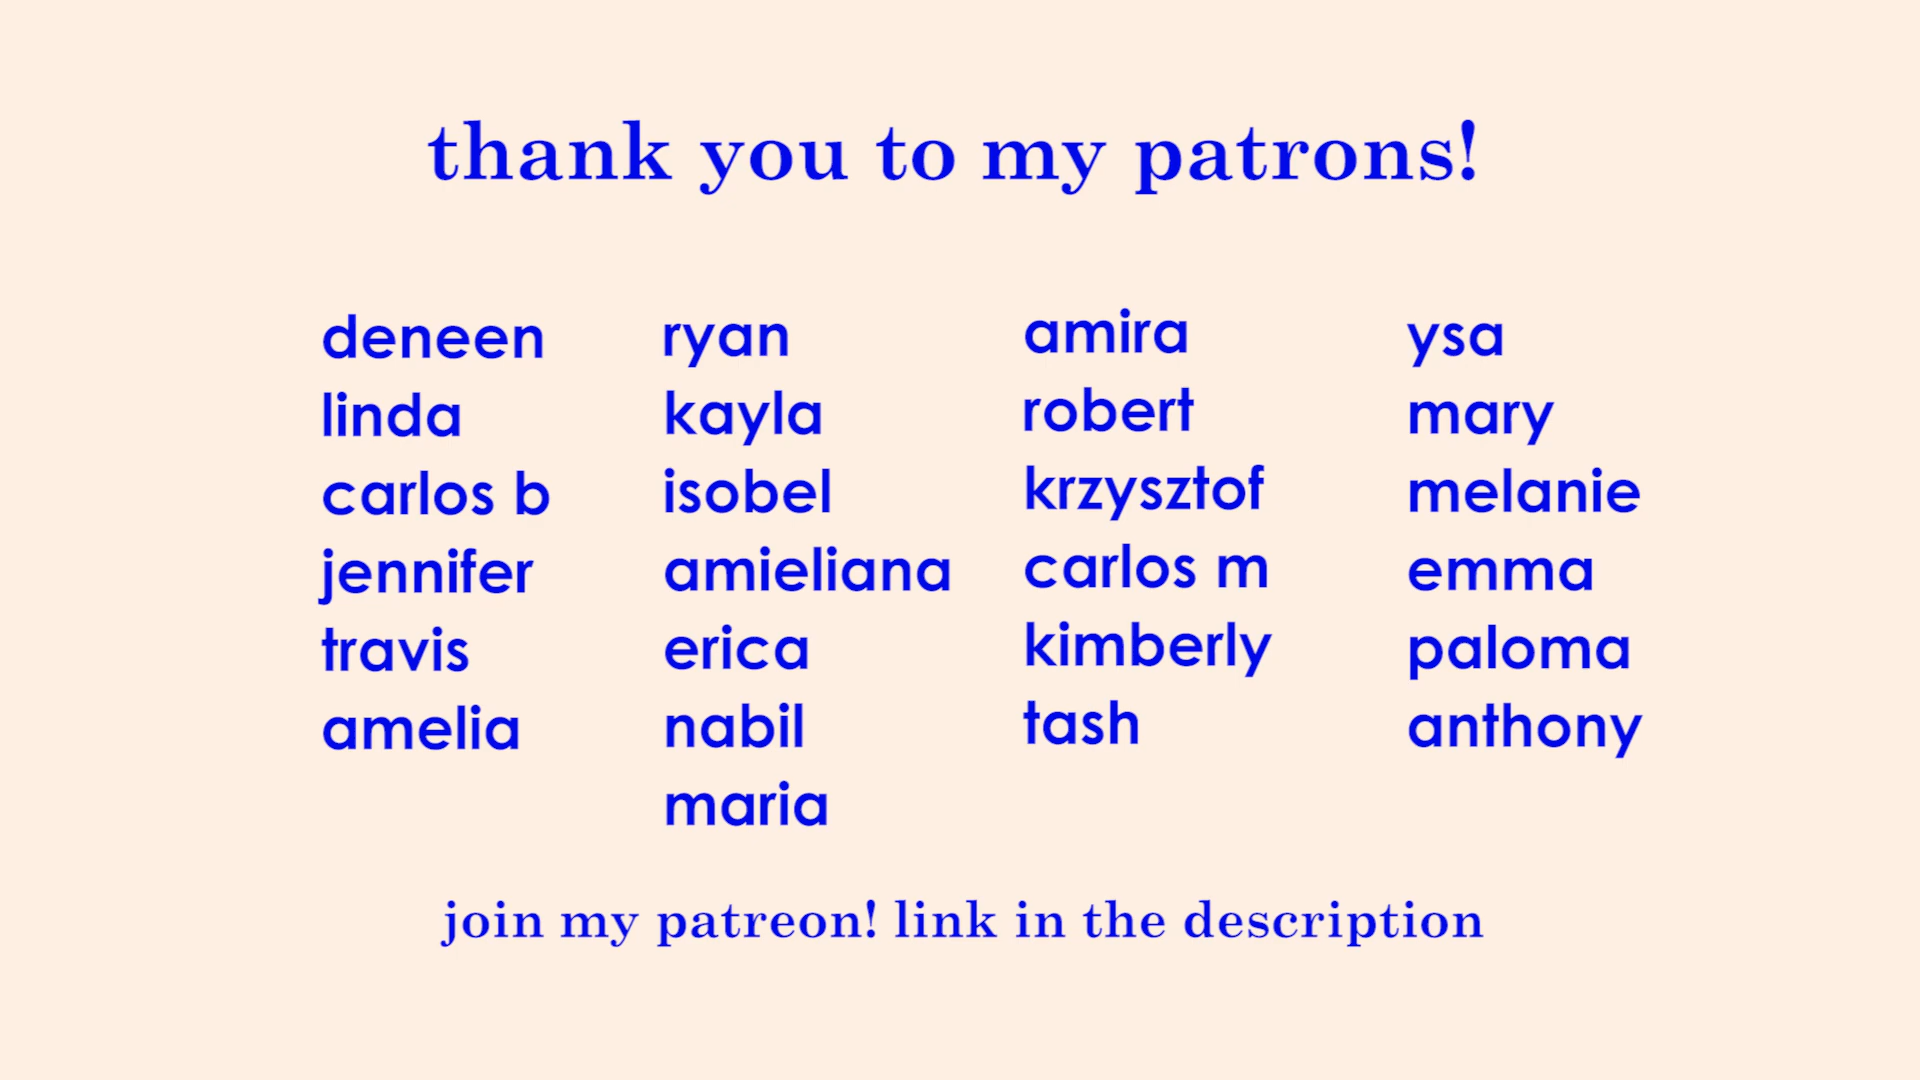 thank you to my patrons!
deneen
linda
carlos b
jennifer
travis
amelia
ryan
kayla
isobel
amieliana
erica
nabil
maria
amira
robert
krzysztof
carlos m
kimberly
tash
ysa
mary
melanie
emma
paloma
anthony
join my patreon! link in the description